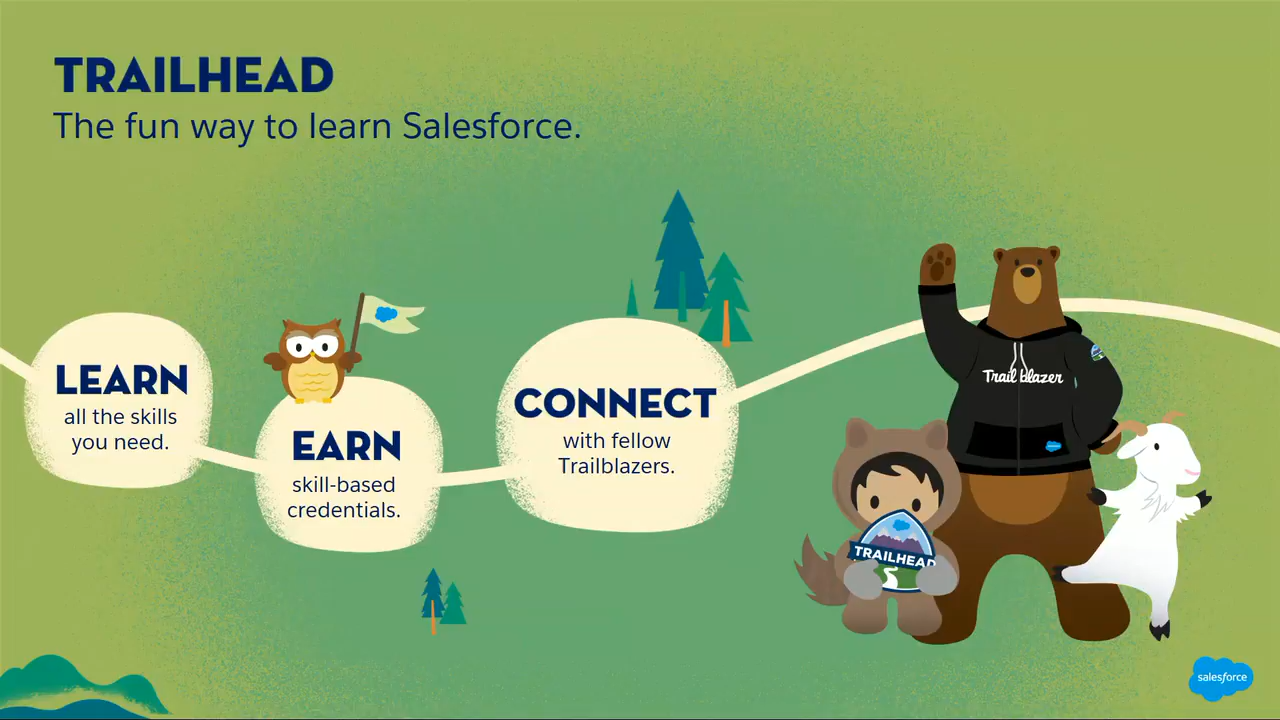 TRAILHEAD
The fun way to learn Salesforce.
LEARN
all the skills
you need.
EARN
skill-based
credentials.
CONNECT
with fellow
Trailblazers.
Trailblazer
TRAILHEAD
salesforce